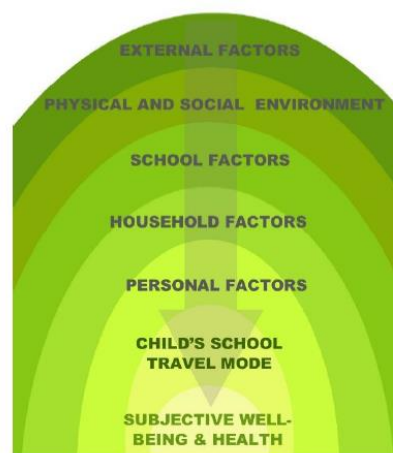 EXTERNAL FACTORS
PHYSICAL AND SOCIAL ENVIRONMENT
SCHOOL FACTORS
HOUSEHOLD FACTORS
PERSONAL FACTORS
CHILD'S SCHOOL
TRAVEL MODE
SUBJECTIVE WELL-
BEING & HEALTH